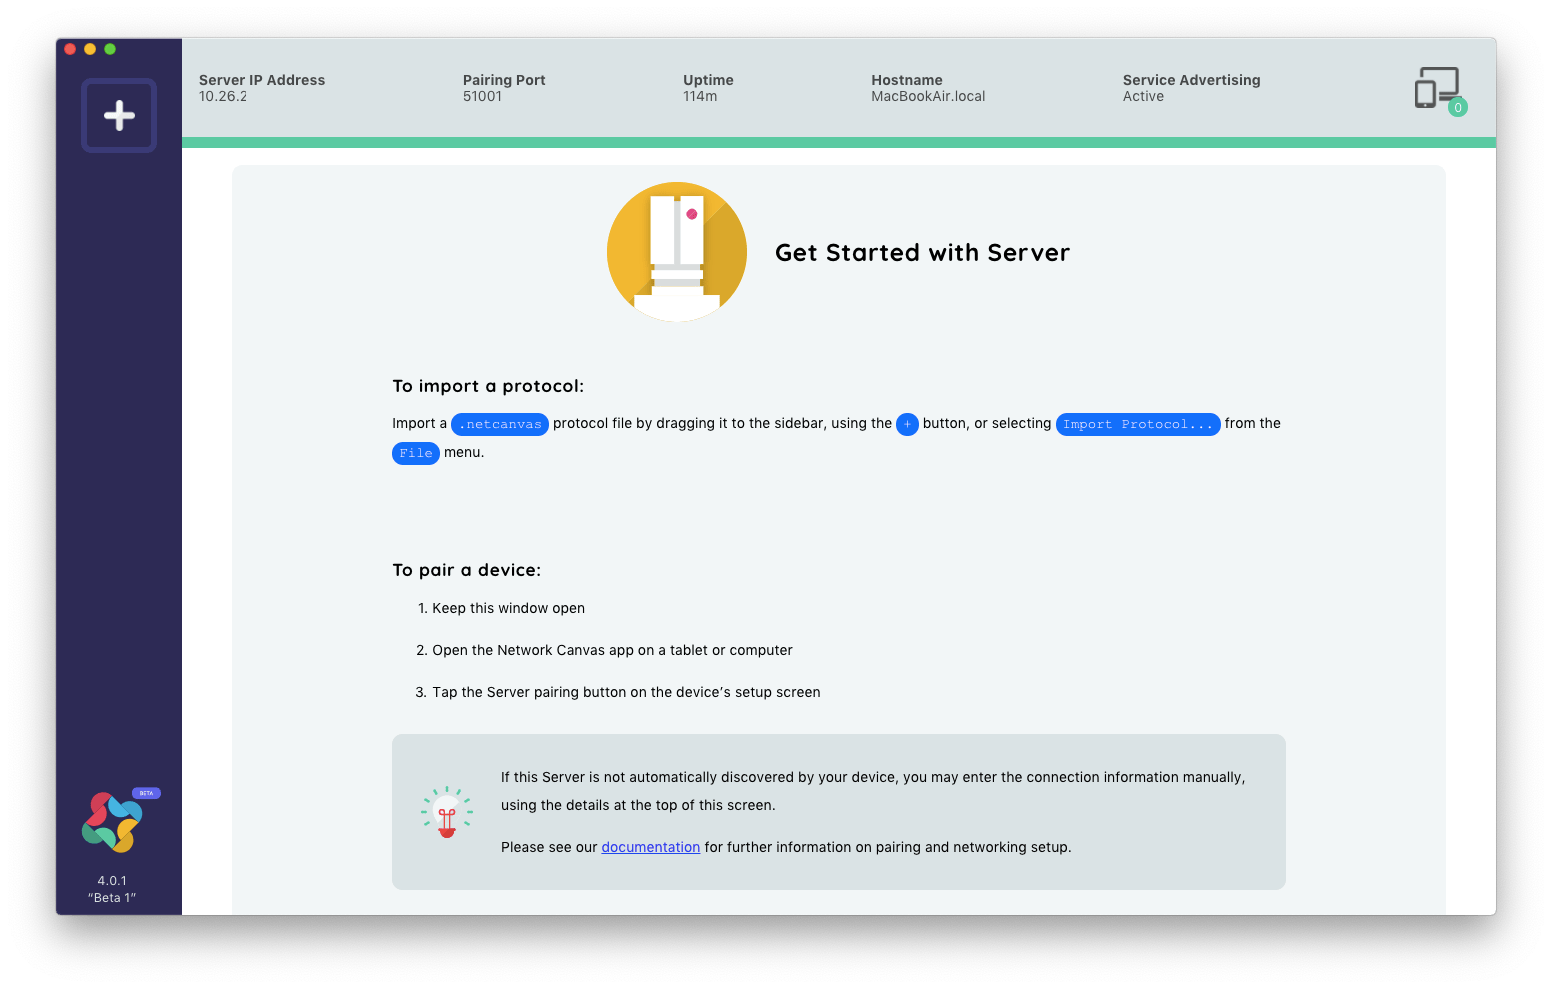 Server IP Address
10.26.2
Pairing Port
51001
Uptime
114m
Hostname
MacBookAir.local
Service Advertising
Active
0
Get Started with Server
To import a protocol:
Import a .netcanvas protocol file by dragging it to the sidebar, using the + button, or selecting Import Protocol... from the
File menu.
To pair a device:
1. Keep this window open
2. Open the Network Canvas app on a tablet or computer
3. Tap the Server pairing button on the device’s setup screen
If this Server is not automatically discovered by your device, you may enter the connection information manually,
using the details at the top of this screen.
Please see our documentation for further information on pairing and networking setup.
BETA
4.0.1
“Beta 1”